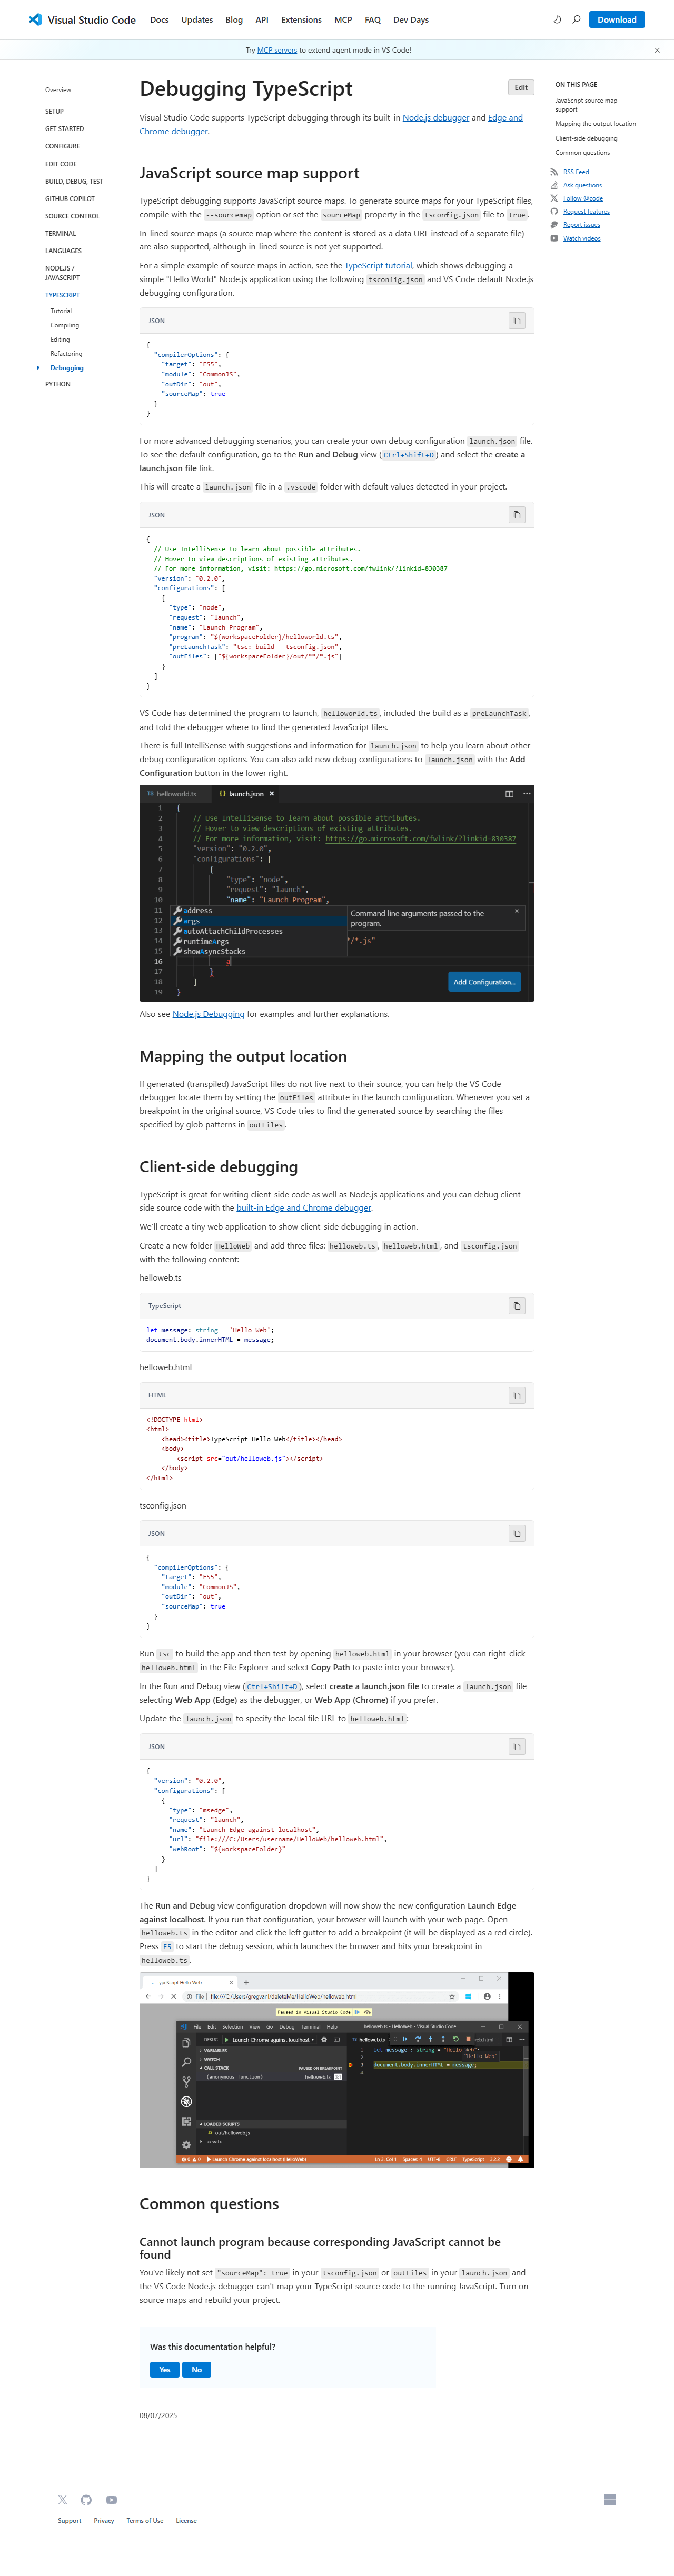 Visual Studio Code
Docs Updates Blog API Extensions MCP FAQ Dev Days
Download
Try MCP servers to extend agent mode in VS Code!
Overview
SETUP
GET STARTED
CONFIGURE
EDIT CODE
BUILD, DEBUG, TEST
GITHUB COPILOT
SOURCE CONTROL
TERMINAL
LANGUAGES
NODE.JS /
JAVASCRIPT
TYPESCRIPT
Tutorial
Compiling
Editing
Refactoring
Debugging
PYTHON
Debugging TypeScript
Edit
Visual Studio Code supports TypeScript debugging through its built-in Node.js debugger and Edge and
Chrome debugger.
JavaScript source map support
TypeScript debugging supports JavaScript source maps. To generate source maps for your TypeScript files,
compile with the --sourcemap option or set the sourceMap property in the tsconfig.json file to true.
In-lined source maps (a source map where the content is stored as a data URL instead of a separate file)
are also supported, although in-lined source is not yet supported.
For a simple example of source maps in action, see the TypeScript tutorial, which shows debugging a
simple "Hello World" Node.js application using the following tsconfig.json and VS Code default Node.js
debugging configuration.
JSON
{
"compilerOptions": {
"target": "ES5",
"module": "CommonJS",
"outDir": "out",
"sourceMap": true
}
}
For more advanced debugging scenarios, you can create your own debug configuration launch.json file.
To see the default configuration, go to the Run and Debug view (Ctrl+Shift+D) and select the create a
launch.json file link.
This will create a launch.json file in a .vscode folder with default values detected in your project.
JSON
{
// Use IntelliSense to learn about possible attributes.
// Hover to view descriptions of existing attributes.
// For more information, visit: https://go.microsoft.com/fwlink/?linkid=830387
"version": "0.2.0",
"configurations": [
{
"type": "node",
"request": "launch",
"name": "Launch Program",
"program": "${workspaceFolder}/helloworld.ts",
"preLaunchTask": "tsc: build - tsconfig.json",
"outFiles": ["${workspaceFolder}/out/**/*.js"]
}
]
}
VS Code has determined the program to launch, helloworld.ts, included the build as a preLaunchTask,
and told the debugger where to find the generated JavaScript files.
There is full IntelliSense with suggestions and information for launch.json to help you learn about other
debug configuration options. You can also add new debug configurations to launch.json with the Add
Configuration button in the lower right.
TS helloworld.ts {} launch.json ×
1 {
2 // Use IntelliSense to learn about possible attributes.
3 // Hover to view descriptions of existing attributes.
4 // For more information, visit: https://go.microsoft.com/fwlink/?linkid=830387
5 "version": "0.2.0",
6 "configurations": [
7 {
8 "type": "node",
9 "request": "launch",
10 "name": "Launch Program",
11 address Command line arguments passed to the
12 args program.
13 autoAttachChildProcesses
14 runtimeArgs */*.js"
15 showAsyncStacks
16 a
17 }
18 ]
19 }
Add Configuration...
Also see Node.js Debugging for examples and further explanations.
Mapping the output location
If generated (transpiled) JavaScript files do not live next to their source, you can help the VS Code
debugger locate them by setting the outFiles attribute in the launch configuration. Whenever you set a
breakpoint in the original source, VS Code tries to find the generated source by searching the files
specified by glob patterns in outFiles.
Client-side debugging
TypeScript is great for writing client-side code as well as Node.js applications and you can debug client-
side source code with the built-in Edge and Chrome debugger.
We'll create a tiny web application to show client-side debugging in action.
Create a new folder HelloWeb and add three files: helloweb.ts, helloweb.html, and tsconfig.json
with the following content:
helloweb.ts
TypeScript
let message: string = 'Hello Web';
document.body.innerHTML = message;
helloweb.html
HTML
<!DOCTYPE html>
<html>
<head><title>TypeScript Hello Web</title></head>
<body>
<script src="out/helloweb.js"></script>
</body>
</html>
tsconfig.json
JSON
{
"compilerOptions": {
"target": "ES5",
"module": "CommonJS",
"outDir": "out",
"sourceMap": true
}
}
Run tsc to build the app and then test by opening helloweb.html in your browser (you can right-click
helloweb.html in the File Explorer and select Copy Path to paste into your browser).
In the Run and Debug view (Ctrl+Shift+D), select create a launch.json file to create a launch.json file
selecting Web App (Edge) as the debugger, or Web App (Chrome) if you prefer.
Update the launch.json to specify the local file URL to helloweb.html:
JSON
{
"version": "0.2.0",
"configurations": [
{
"type": "msedge",
"request": "launch",
"name": "Launch Edge against localhost",
"url": "file:///C:/Users/username/HelloWeb/helloweb.html",
"webRoot": "${workspaceFolder}"
}
]
}
The Run and Debug view configuration dropdown will now show the new configuration Launch Edge
against localhost. If you run that configuration, your browser will launch with your web page. Open
helloweb.ts in the editor and click the left gutter to add a breakpoint (it will be displayed as a red circle).
Press F5 to start the debug session, which launches the browser and hits your breakpoint in
helloweb.ts.
TypeScript Hello Web
File | file:///C:/Users/gregvanl/deleteMe/HelloWeb/helloweb.html
Paused in Visual Studio Code
File Edit Selection View Go Debug Terminal Help helloweb.ts - HelloWeb - Visual Studio Code
DEBUG Launch Chrome against localhost helloweb.ts
VARIABLES
WATCH
CALL STACK PAUSED ON BREAKPOINT
(anonymous function) helloweb.ts 3:1
1 let message : string = "Hello Web";
2 "Hello Web"
3 document.body.innerHTML = message;
4
LOADED SCRIPTS
out/helloweb.js
<eval>
0 0 Launch Chrome against localhost (HelloWeb) Ln 3, Col 1 Spaces: 4 UTF-8 CRLF TypeScript
Common questions
Cannot launch program because corresponding JavaScript cannot be
found
You've likely not set "sourceMap": true in your tsconfig.json or outFiles in your launch.json and
the VS Code Node.js debugger can't map your TypeScript source code to the running JavaScript. Turn on
source maps and rebuild your project.
Was this documentation helpful?
Yes No
08/07/2025
ON THIS PAGE
JavaScript source map
support
Mapping the output location
Client-side debugging
Common questions
RSS Feed
Ask questions
Follow @code
Request features
Report issues
Watch videos
Support Privacy Terms of Use License